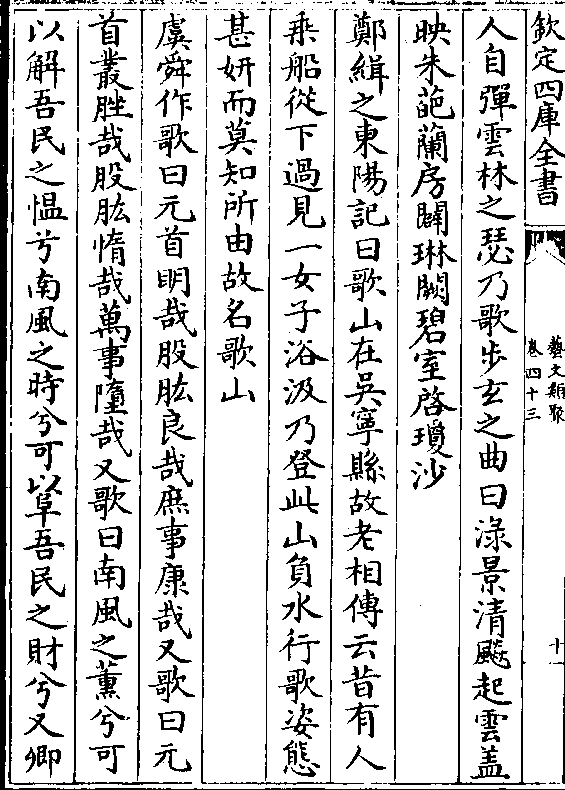 欽定四庫全書
藝文類聚
卷四十三
十一
人自彈雲林之瑟乃歌步玄之曲曰淥景清飈起雲盖
映朱葩蘭房闢琳闕碧室啓瓊沙
鄭緝之東陽記曰歌山在吳寧縣故老相傳云昔有人
乘船從下過見一女子浴汲乃登此山負水行歌姿態
甚妍而莫知所由故名歌山
虞舜作歌曰元首明哉股肱良哉庶事康哉又歌曰元
首叢脞哉股肱惰哉萬事墮哉又歌曰南風之薰兮可
以解吾民之愠兮南風之時兮可以阜吾民之財兮又卿